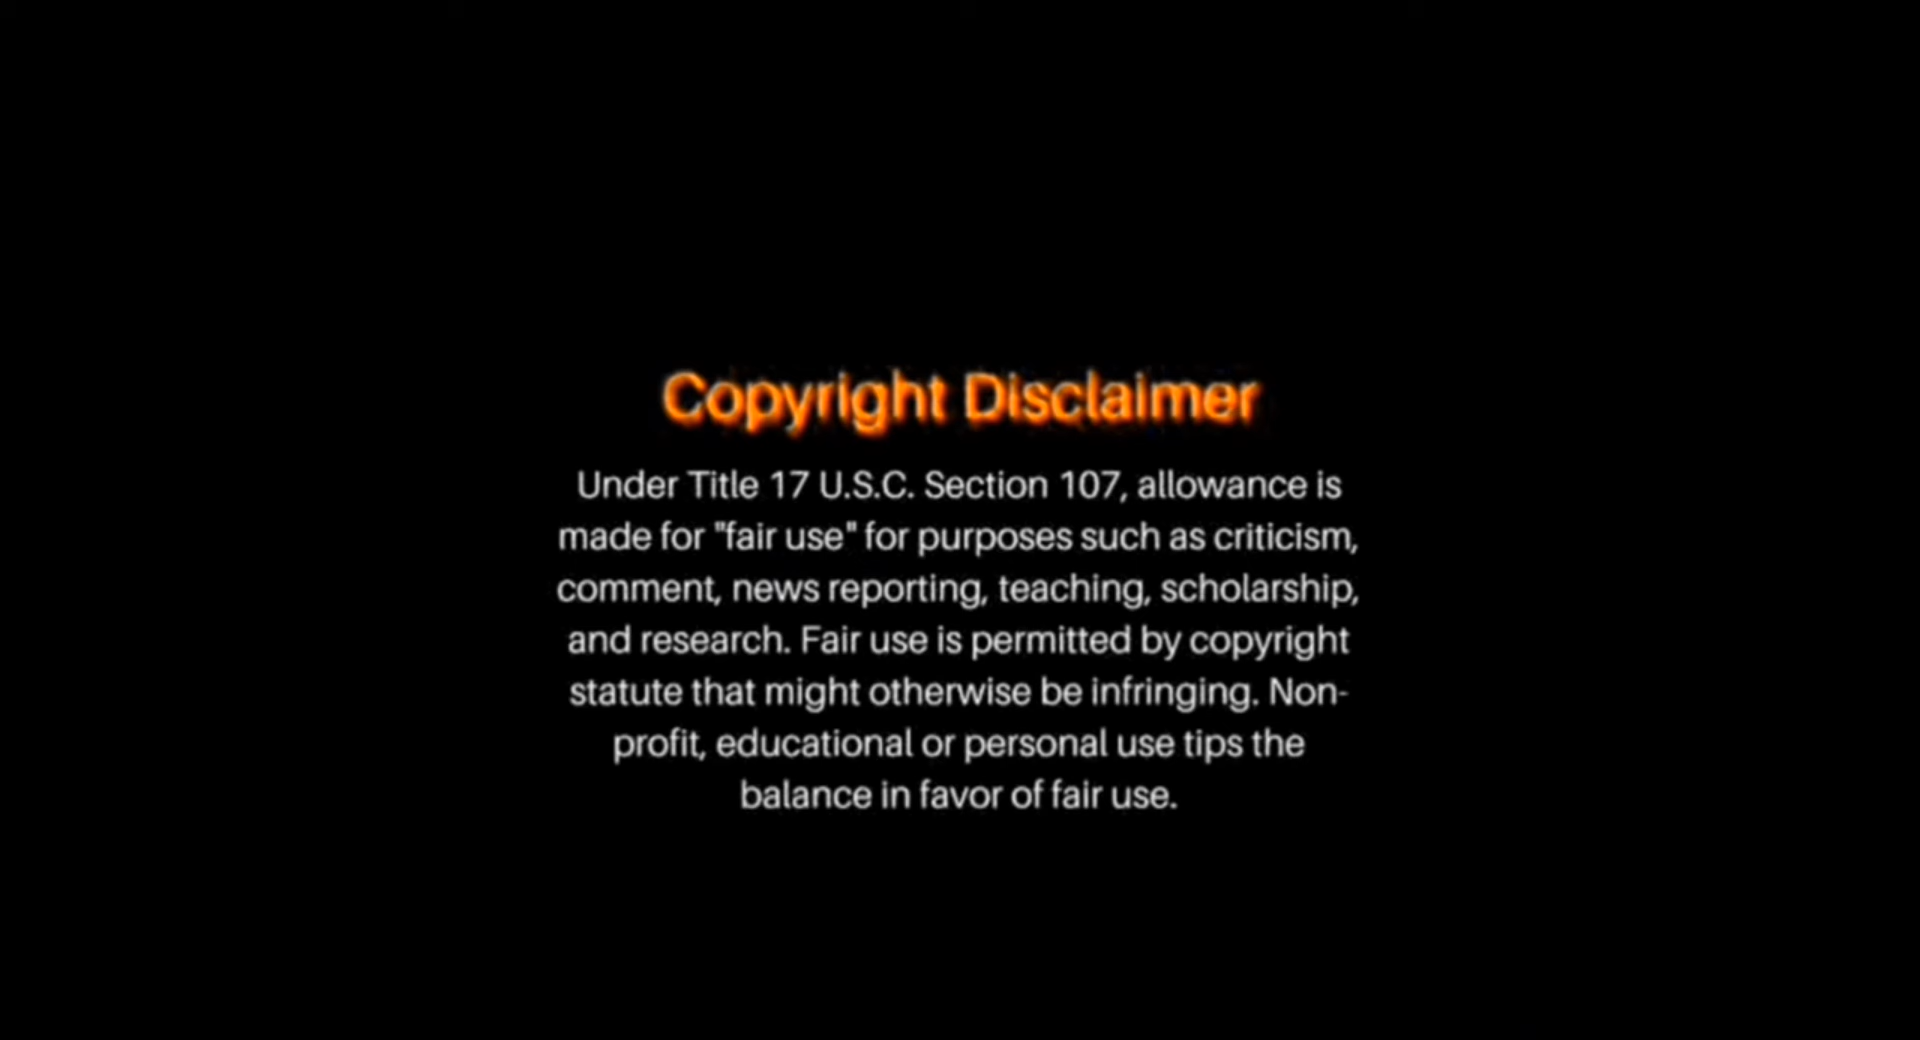 Copyright Disclaimer
Under Title 17 U.S.C. Section 107, allowance is
made for "fair use" for purposes such as criticism,
comment, news reporting, teaching, scholarship,
and research. Fair use is permitted by copyright
statute that might otherwise be infringing. Non-
profit, educational or personal use tips the
balance in favor of fair use.